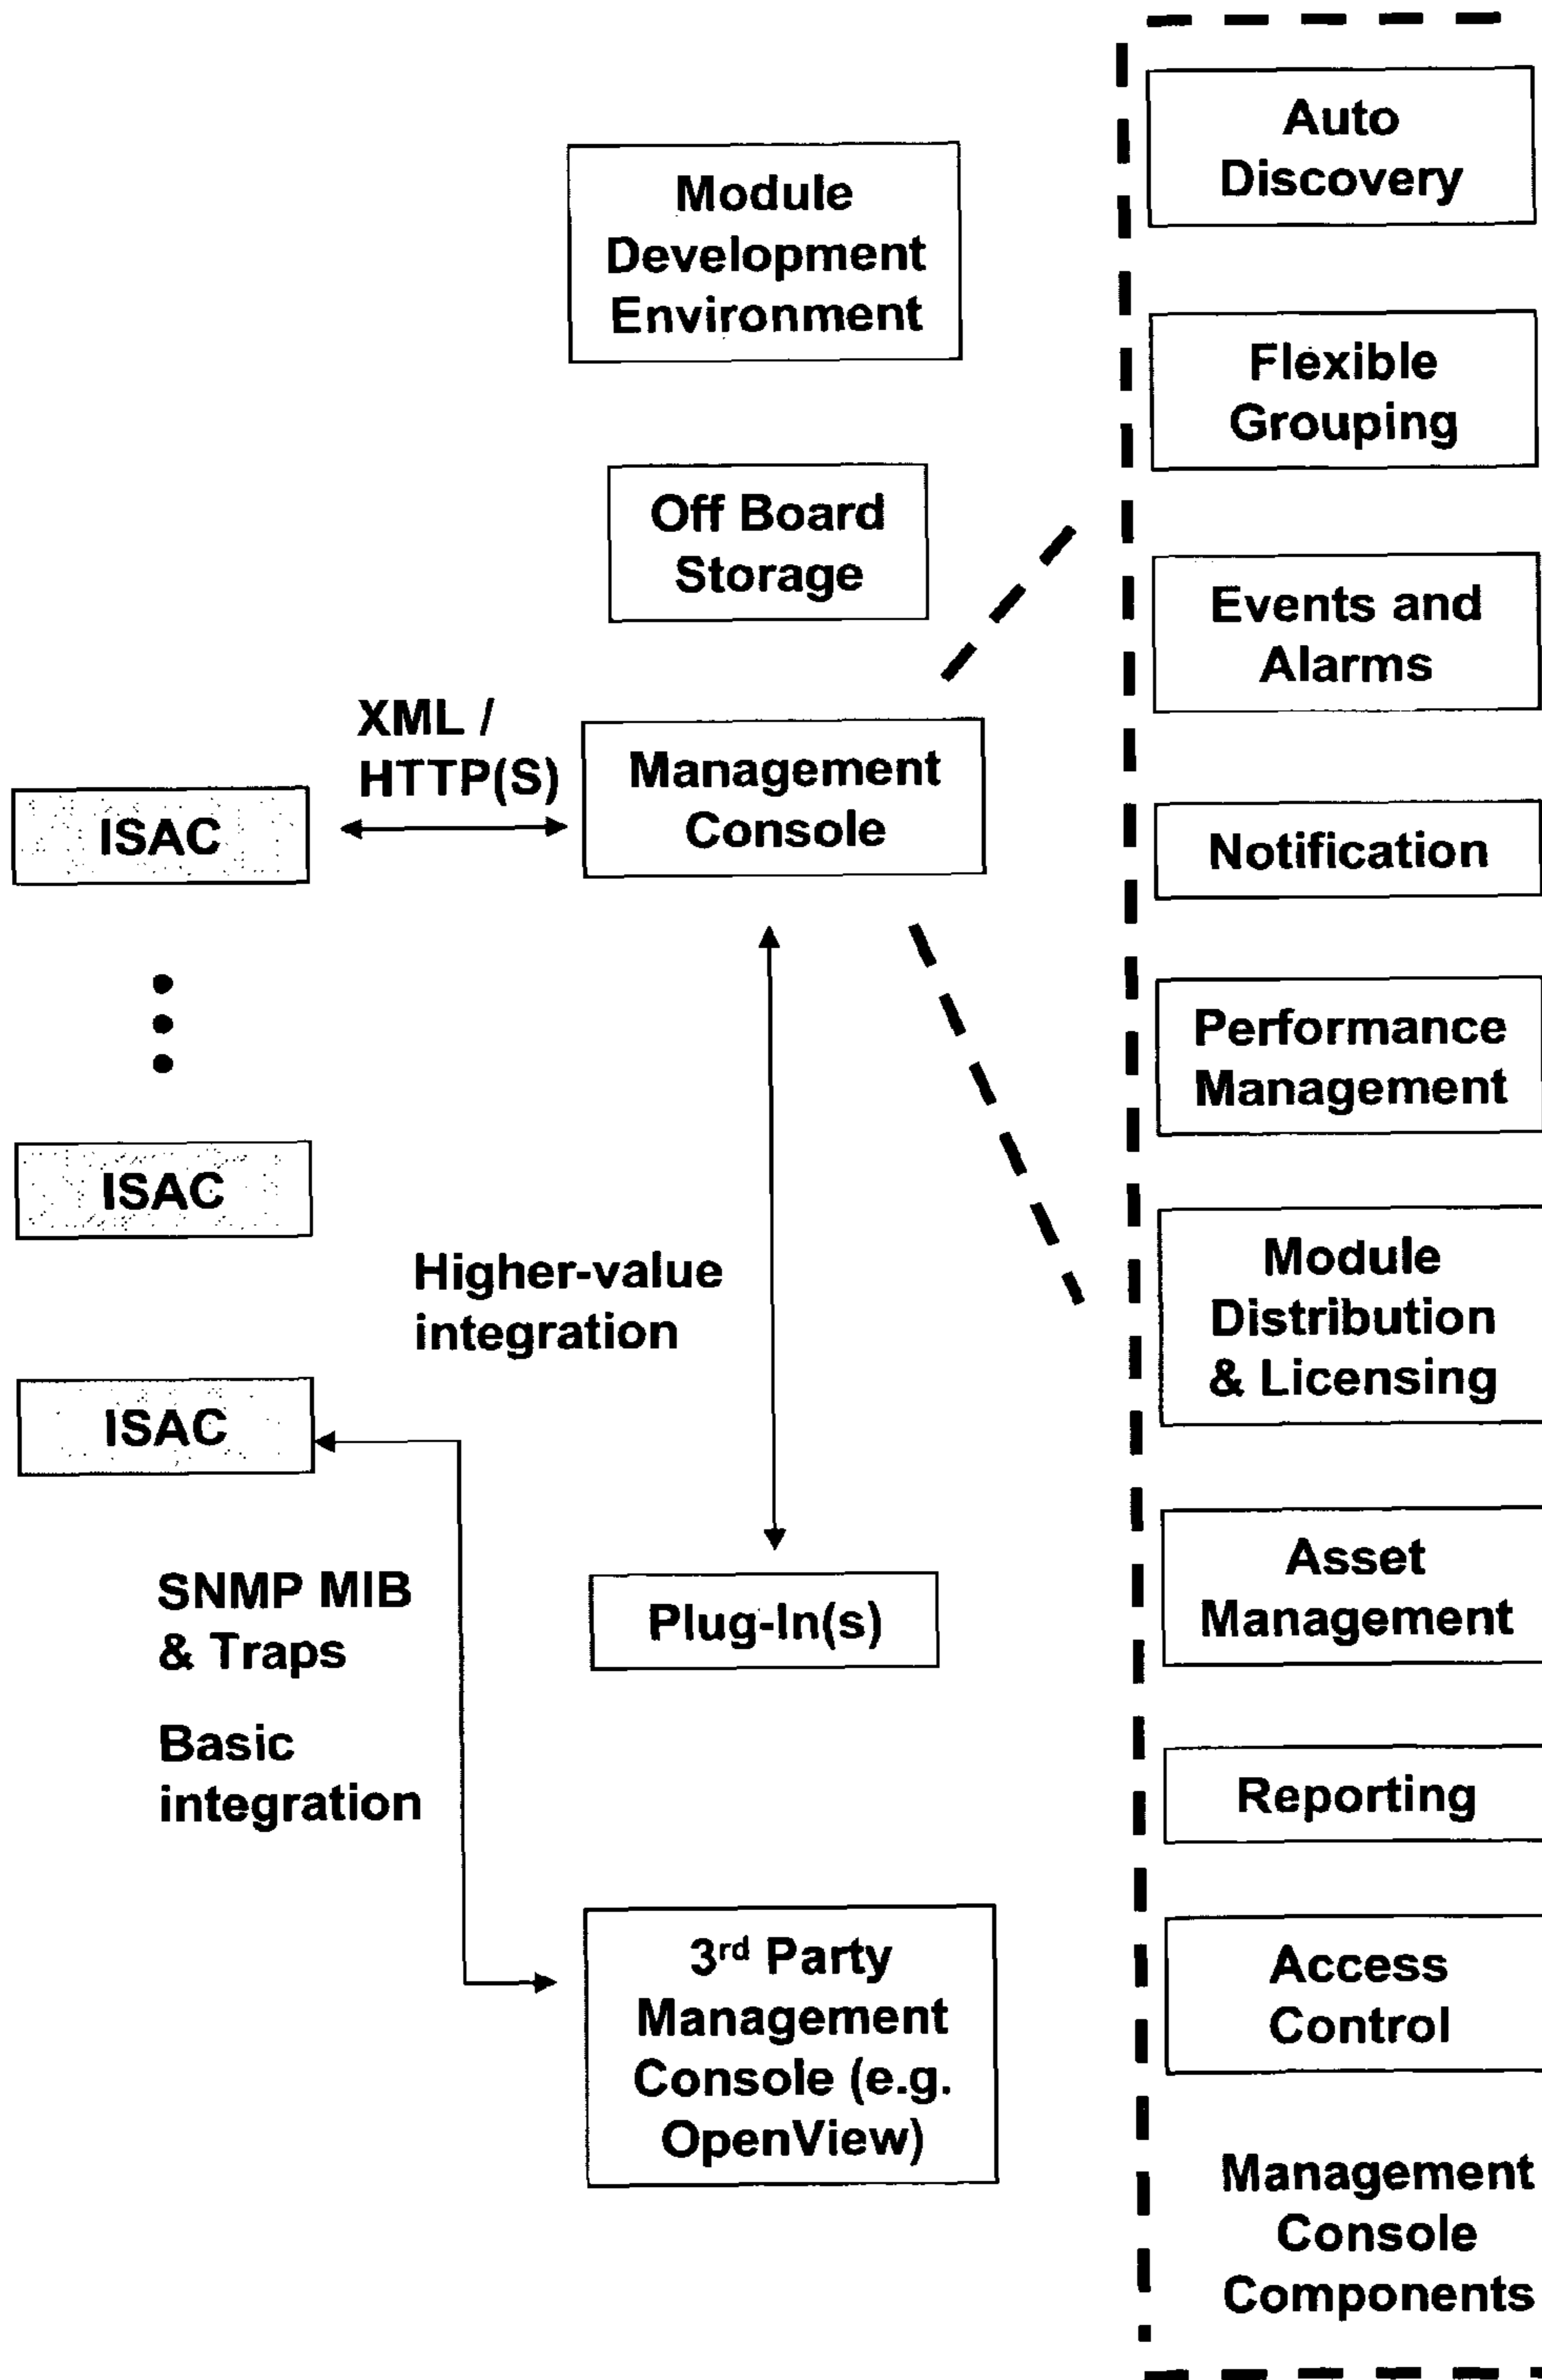 Module
Development
Environment
Off Board
Storage
XML /
HTTP(S)
Management
Console
ISAC
ISAC
ISAC
Higher-value
integration
SNMP MIB
& Traps
Basic
integration
Plug-In(s)
3rd Party
Management
Console (e.g.
OpenView)
Auto
Discovery
Flexible
Grouping
Events and
Alarms
Notification
Performance
Management
Module
Distribution
& Licensing
Asset
Management
Reporting
Access
Control
Management
Console
Components